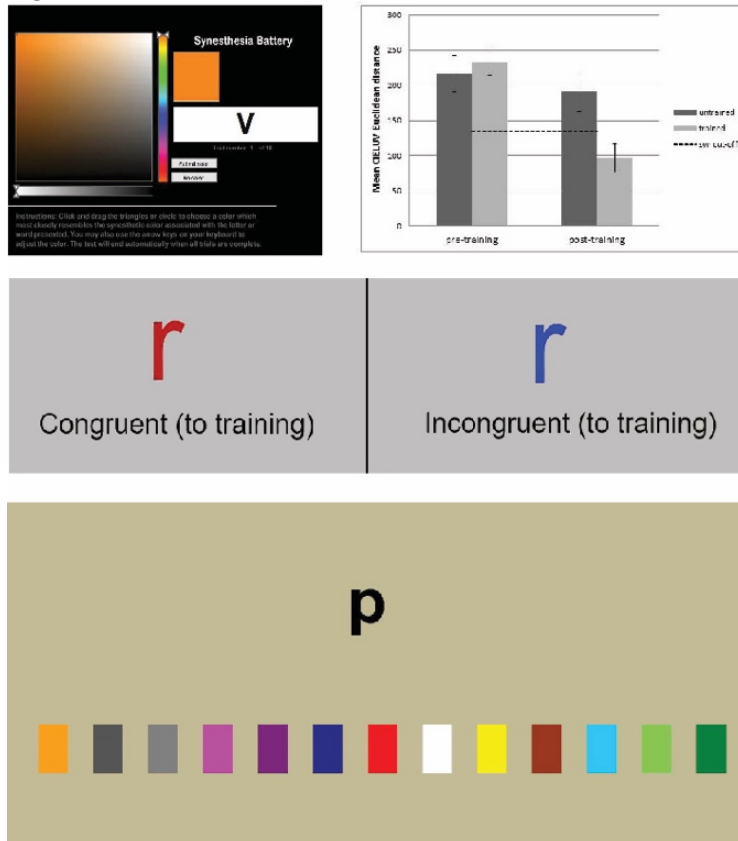 Synesthesia Battery
V
Instructions: Click and drag the triangles or circle to choose a color which
most closely resembles the synesthetic color associated with the letter or
word presented. You may also use the arrow keys on your keyboard to
adjust the color. The test will end automatically when all trials are complete.
Mean CIELUV Euclidean distance
300
250
200
150
100
50
0
pre-training
post-training
untrained
trained
syn cut-off
r
Congruent (to training)
r
Incongruent (to training)
p